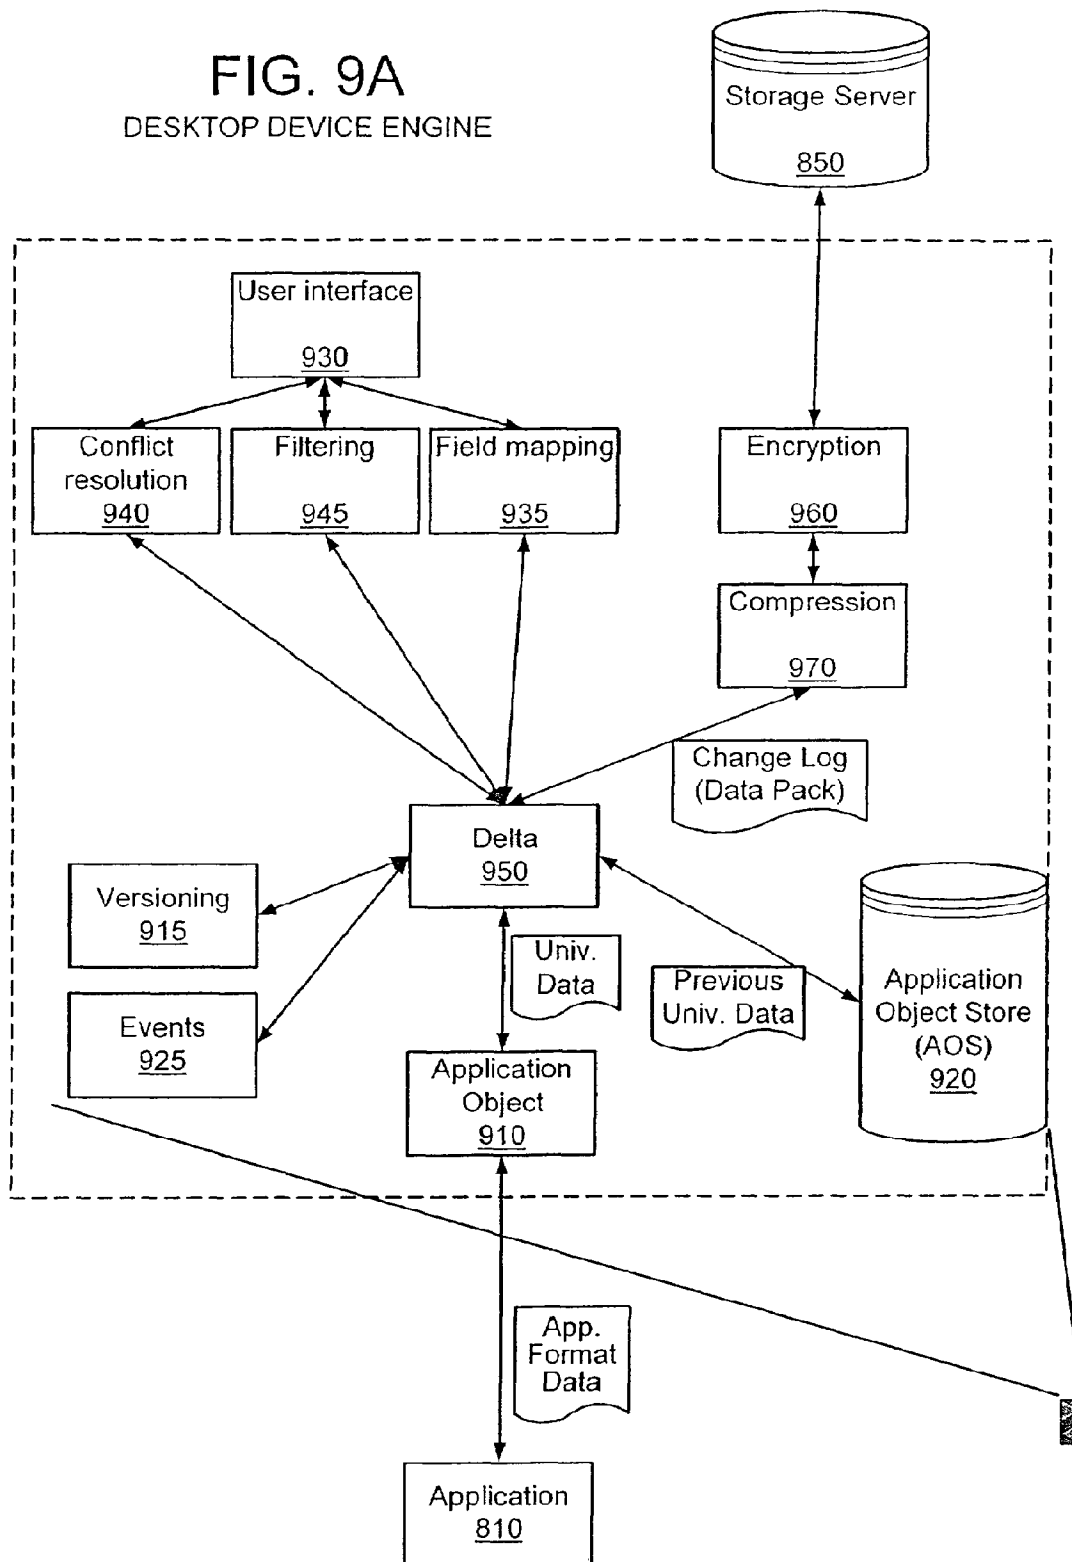 FIG. 9A
DESKTOP DEVICE ENGINE
Storage Server
850
User interface
930
Conflict
resolution
940
Filtering
945
Field mapping
935
Encryption
960
Compression
970
Change Log
(Data Pack)
Delta
950
Versioning
915
Events
925
Univ.
Data
Previous
Univ. Data
Application
Object Store
(AOS)
920
Application
Object
910
App.
Format
Data
Application
810